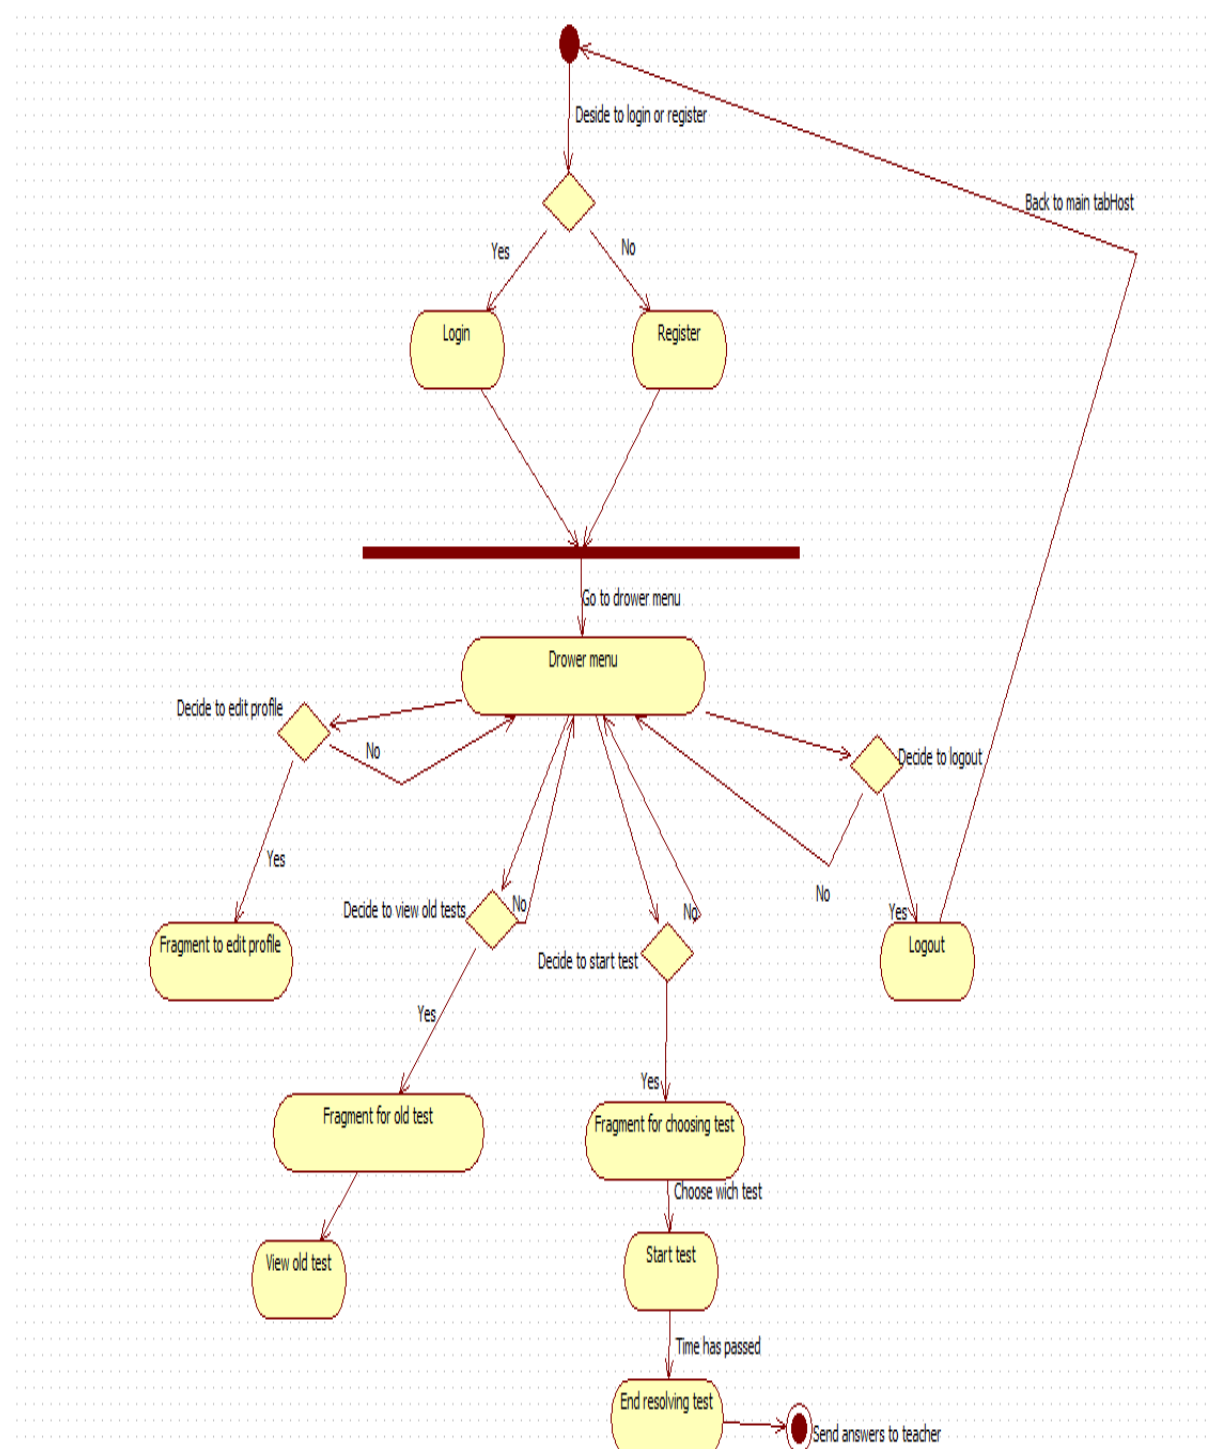 Deside to login or register
Back to main tabHost
Yes
No
Login
Register
Go to drower menu
Drower menu
Decide to edit profile
No
Decide to logout
Yes
No
Decide to view old tests
No
No
Yes
Fragment to edit profile
Logout
Decide to start test
Yes
Yes
Fragment for old test
Fragment for choosing test
Choose wich test
View old test
Start test
Time has passed
End resolving test
Send answers to teacher